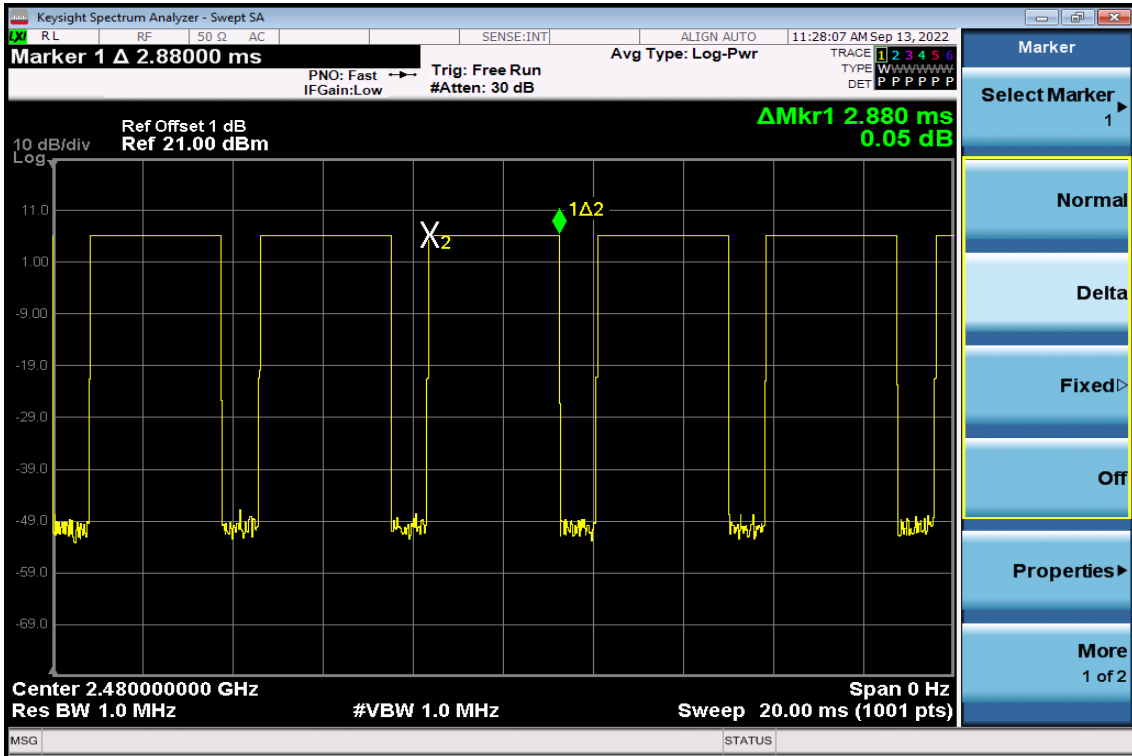 Keysight Spectrum Analyzer - Swept SA
LXI RL RF 50 Ω AC SENSE:INT ALIGN AUTO 11:28:07 AM Sep 13, 2022
Marker 1 Δ 2.88000 ms
PNO: Fast
IFGain:Low
Trig: Free Run
#Atten: 30 dB
Avg Type: Log-Pwr
TRACE 1 2 3 4 5 6
TYPE WWWWWW
DET P P P P P P
ΔMkr1 2.880 ms
0.05 dB
Ref Offset 1 dB
10 dB/div Ref 21.00 dBm
Log
11.0
1.00
-9.00
-19.0
-29.0
-39.0
-49.0
-59.0
-69.0
X2
1Δ2
Center 2.480000000 GHz Span 0 Hz
Res BW 1.0 MHz #VBW 1.0 MHz Sweep 20.00 ms (1001 pts)
MSG STATUS
Marker
Select Marker
1
Normal
Delta
Fixed
Off
Properties
More
1 of 2